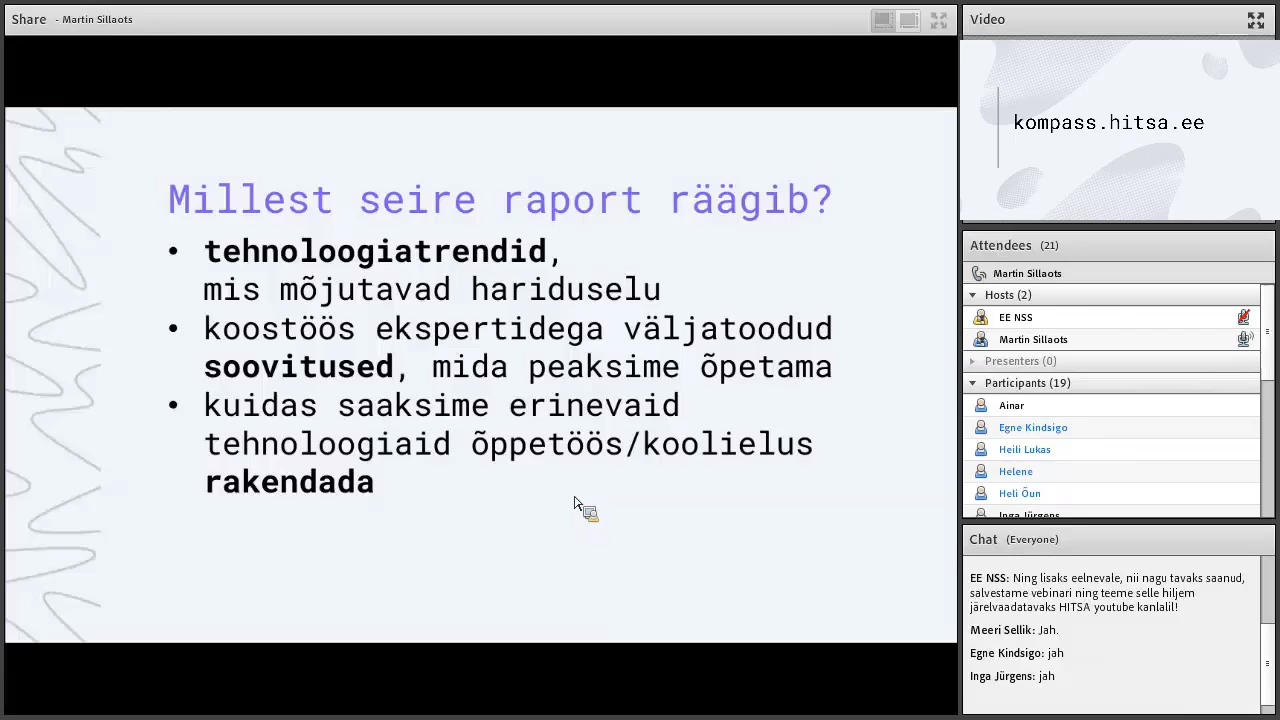 Share - Martin Sillaots
Millest seire raport räägib?
• tehnoloogiatrendid,
mis mõjutavad hariduselu
• koostöös ekspertidega väljatoodud
soovitused, mida peaksime õpetama
• kuidas saaksime erinevaid
tehnoloogiaid õppetöös/koolielus
rakendada
Video
kompass.hitsa.ee
Attendees (21)
Martin Sillaots
Hosts (2)
EE NSS
Martin Sillaots
Presenters (0)
Participants (19)
Ainar
Egne Kindsigo
Heili Lukas
Helene
Heli Õun
Inga Jürgens
Chat (Everyone)
EE NSS: Ning lisaks eelnevale, nii nagu tavaks saanud,
salvestame vebinari ning teeme selle hiljem
järelvaadatavaks HITSA youtube kanlalil!
Meeri Sellik: Jah.
Egne Kindsigo: jah
Inga Jürgens: jah